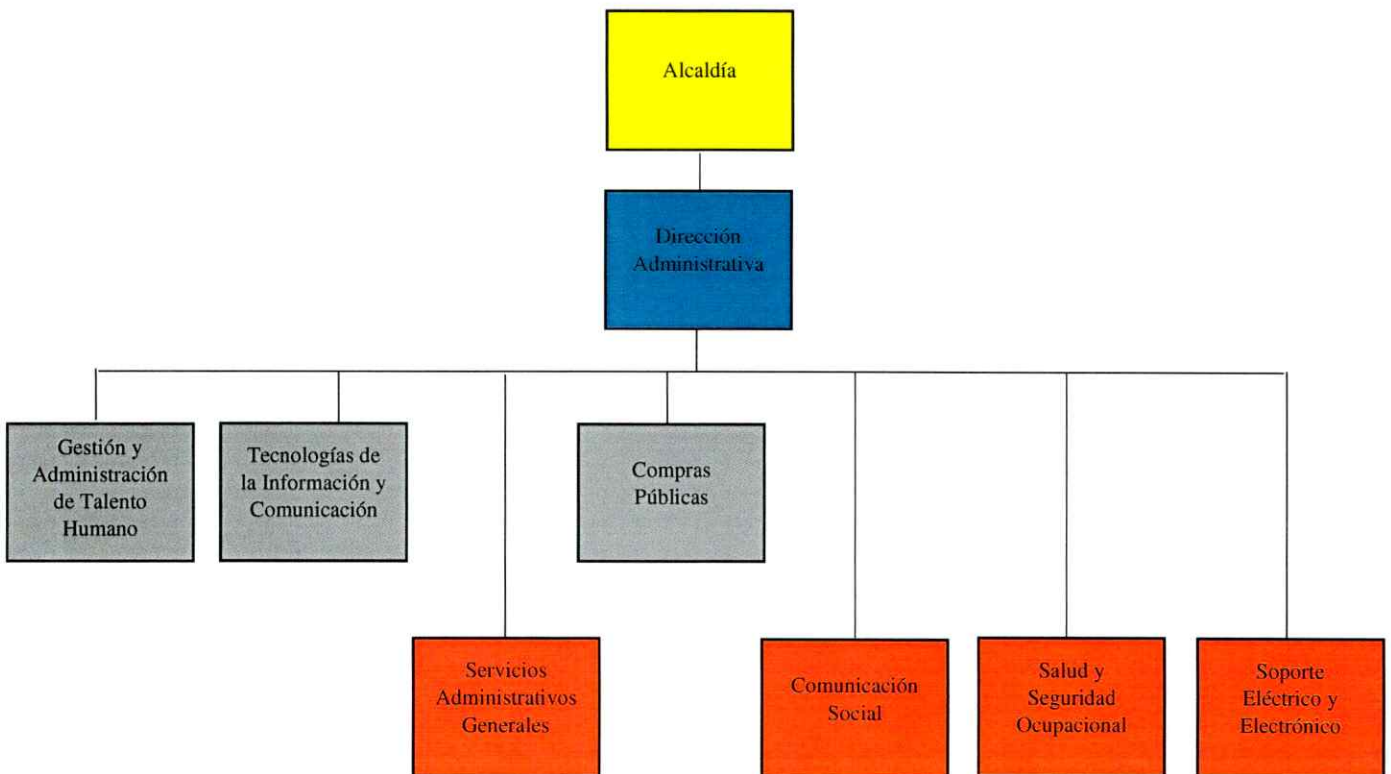 Alcaldía
Dirección
Administrativa
Gestión y
Administración
de Talento
Humano
Tecnologías de
la Información y
Comunicación
Compras
Públicas
Servicios
Administrativos
Generales
Comunicación
Social
Salud y
Seguridad
Ocupacional
Soporte
Eléctrico y
Electrónico